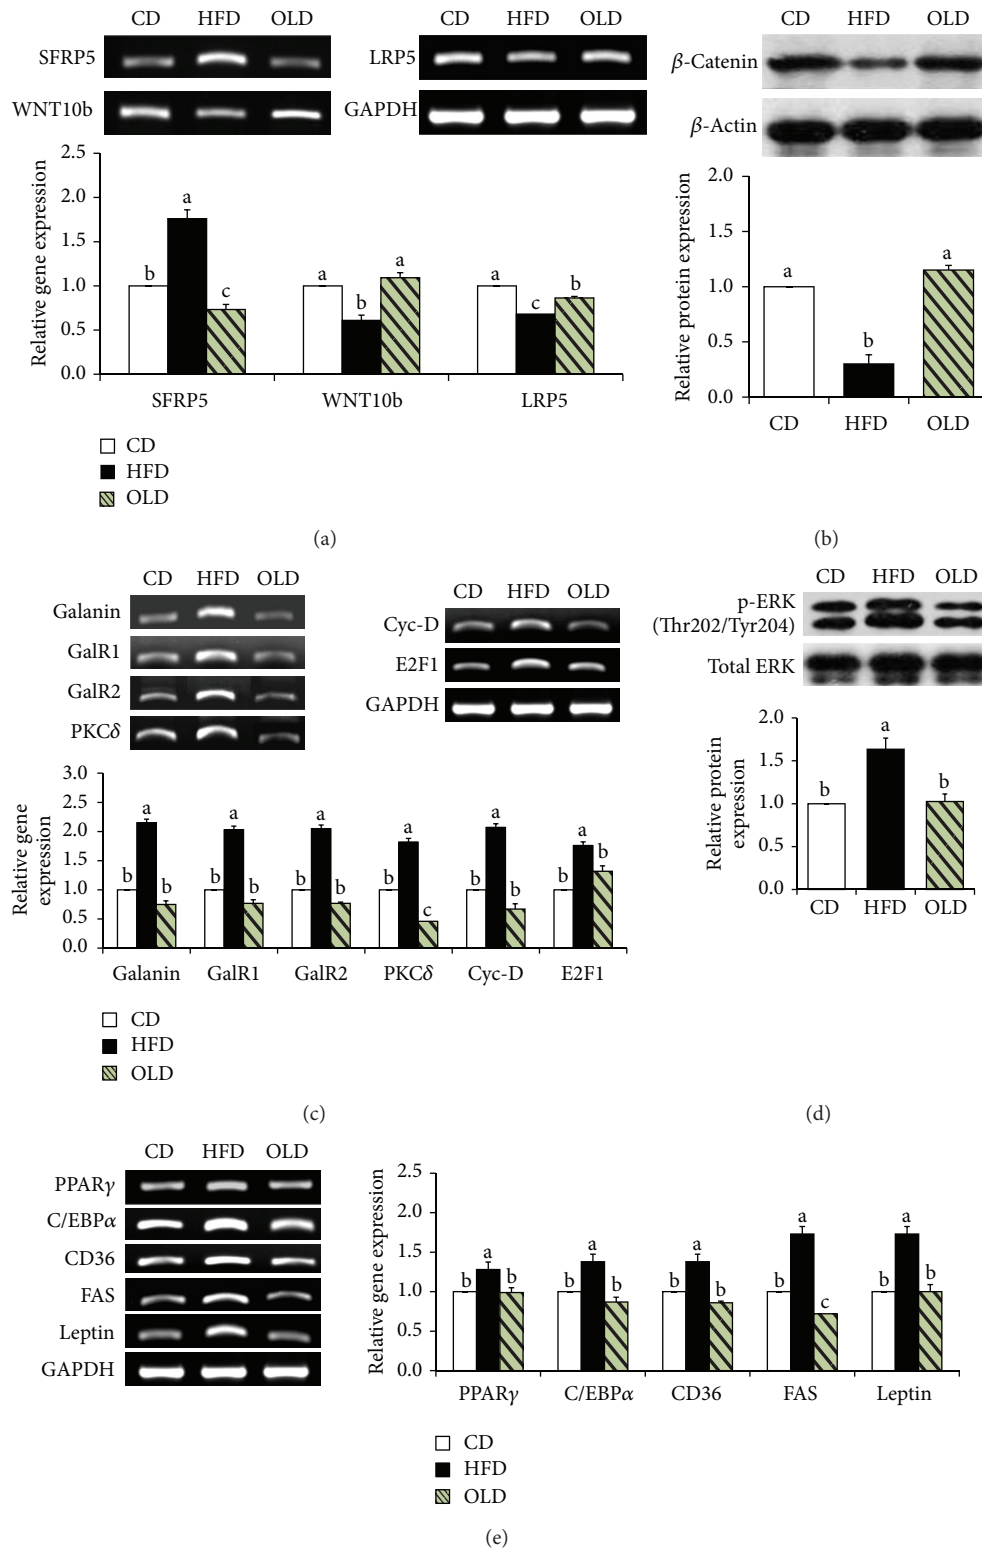 CD HFD OLD
SFRP5
WNT10b
LRP5
GAPDH
2.5
2.0
1.5
1.0
0.5
0.0
Relative gene expression
b a c
a b a
a c b
SFRP5 WNT10b LRP5
CD
HFD
OLD
(a)
CD HFD OLD
β-Catenin
β-Actin
2.0
1.0
0.5
0.0
Relative protein expression
a b a
CD HFD OLD
(b)
CD HFD OLD
Galanin
GalR1
GalR2
PKCδ
CD HFD OLD
Cyc-D
E2F1
GAPDH
3.0
2.5
2.0
1.5
1.0
0.5
0.0
Relative gene
expression
b a b
b a b
b a b
b a c
b a b
b a b
Galanin GalR1 GalR2 PKCδ Cyc-D E2F1
CD
HFD
OLD
(c)
CD HFD OLD
p-ERK
(Thr202/Tyr204)
Total ERK
2.0
1.5
1.0
0.5
0.0
Relative protein
expression
b a b
CD HFD OLD
(d)
CD HFD OLD
PPARγ
C/EBPα
CD36
FAS
Leptin
GAPDH
2.5
2.0
1.5
1.0
0.5
0.0
Relative gene expression
b a b
b a b
b a b
b a c
b a b
PPARγ C/EBPα CD36 FAS Leptin
CD
HFD
OLD
(e)